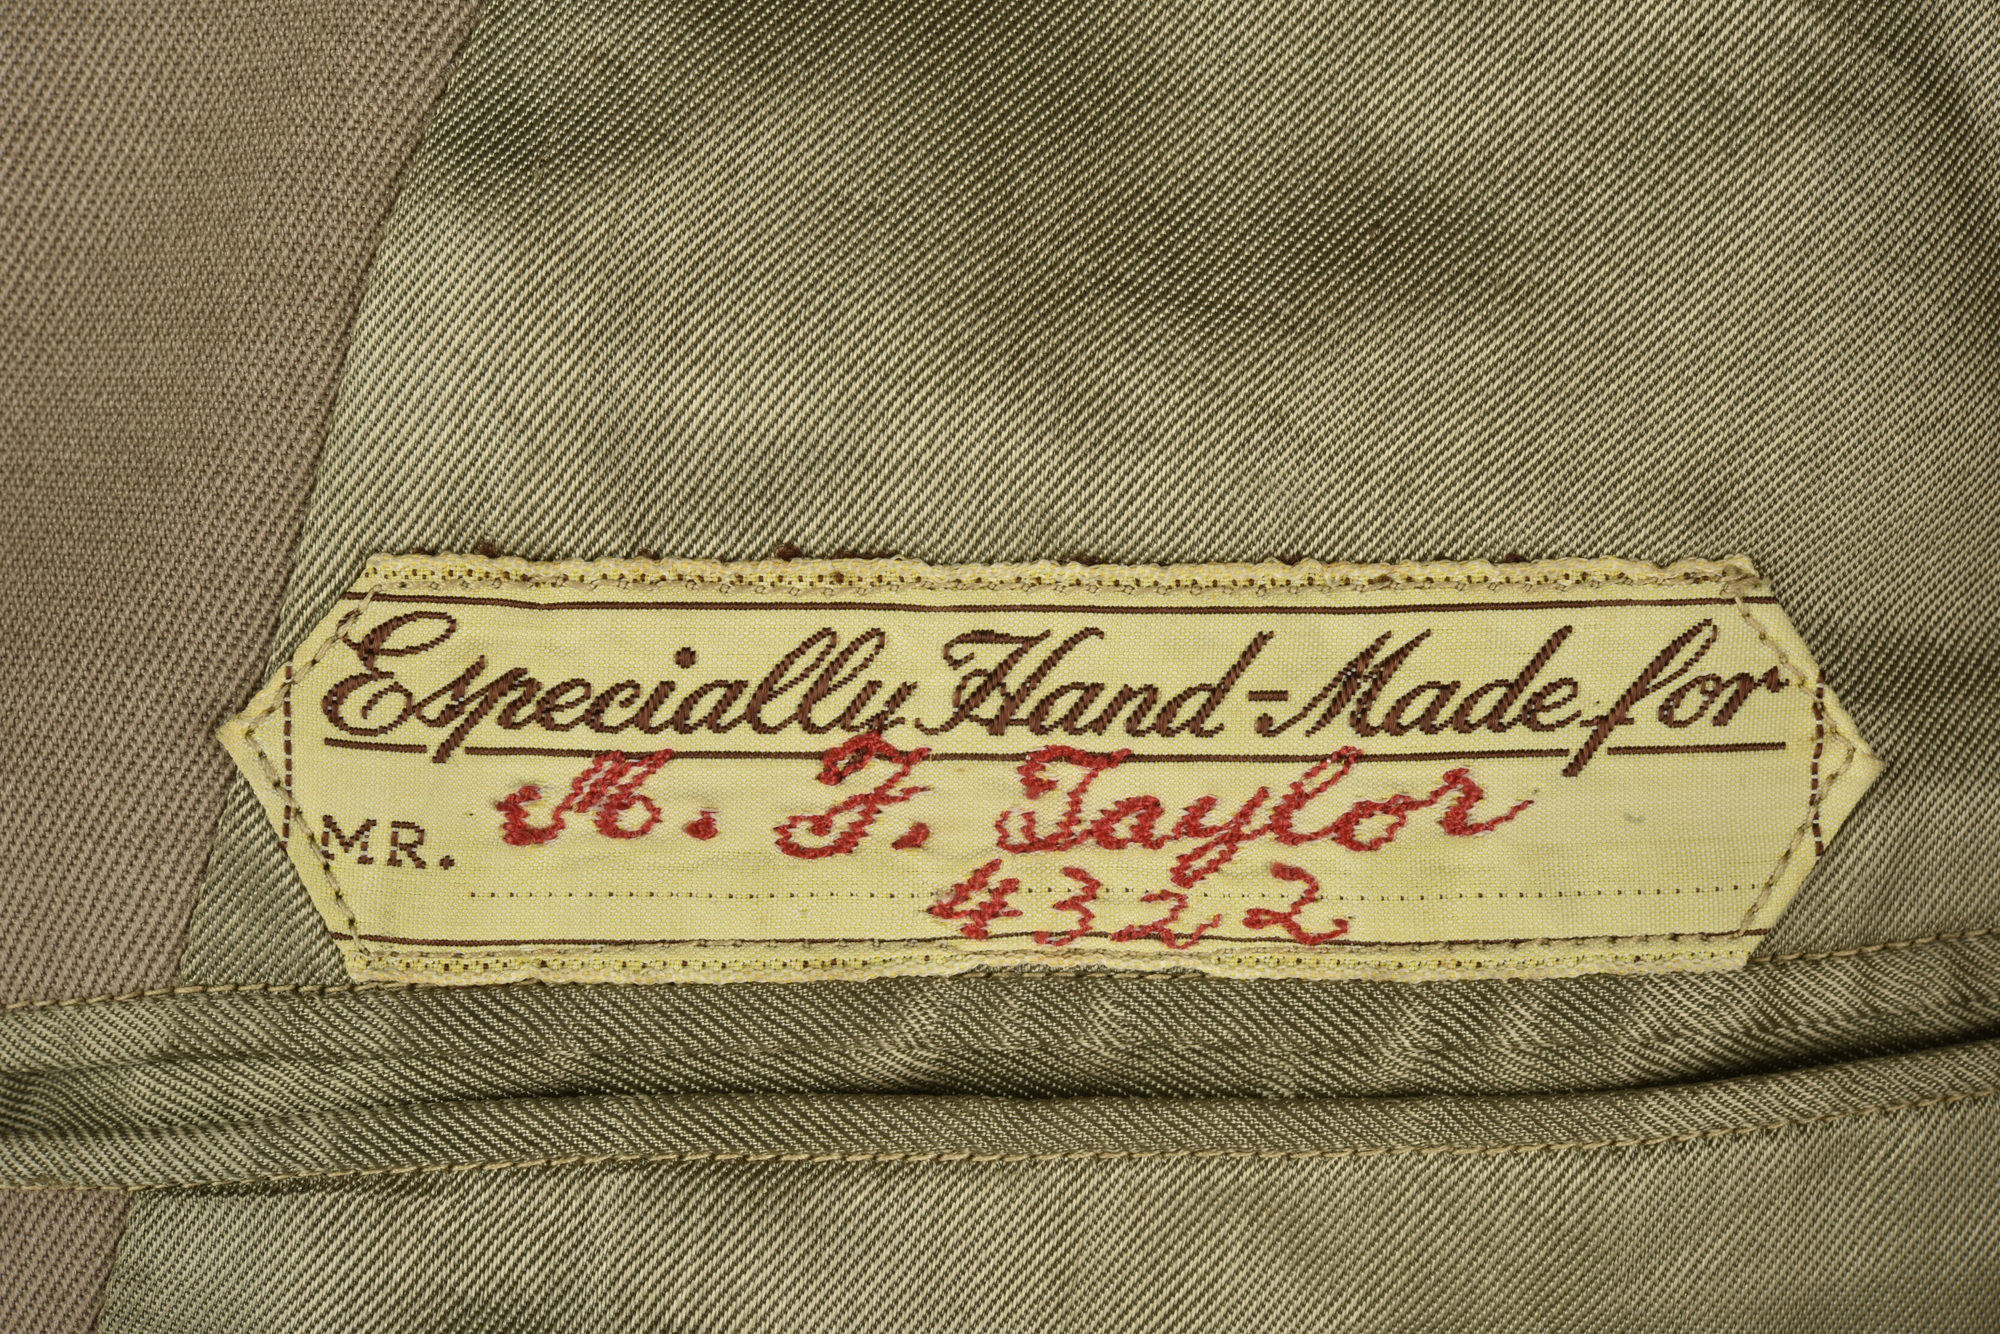 Especially Hand-Made for
MR. M. F. Taylor
4322